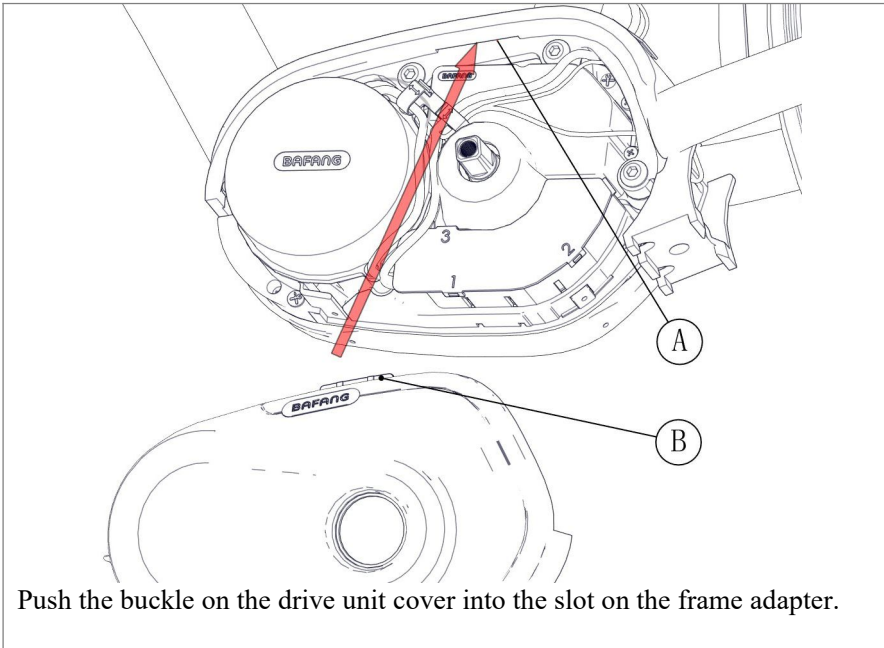 BAFANG
BAFANG
3
2
1
A
BAFANG
B
Push the buckle on the drive unit cover into the slot on the frame adapter.